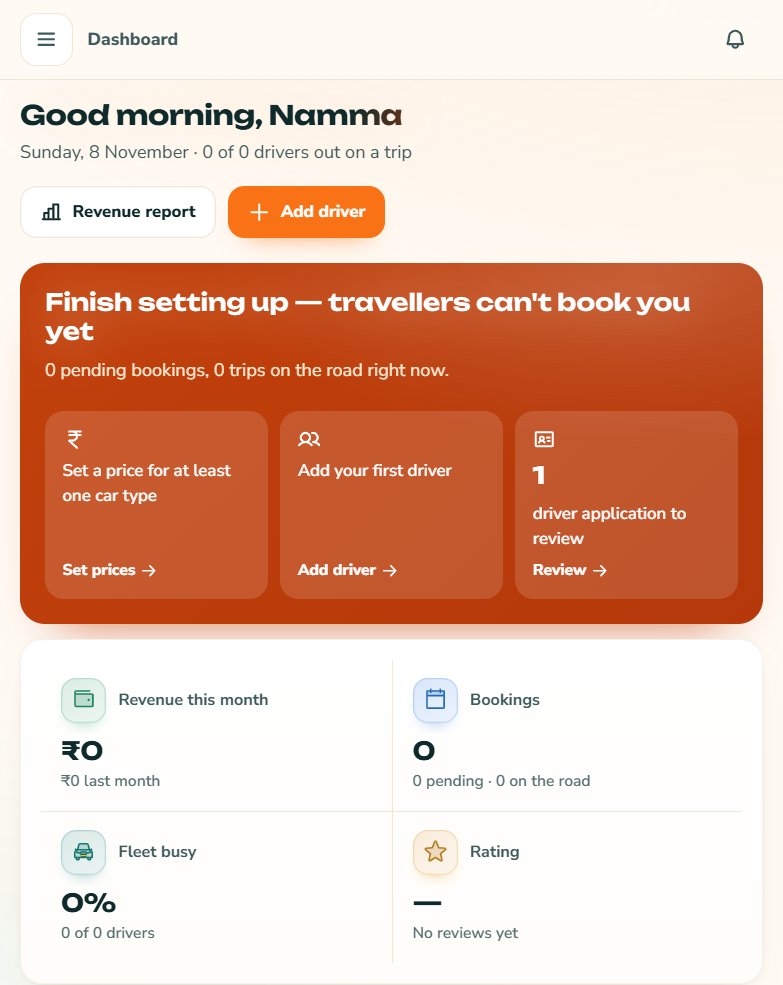 Dashboard
Good morning, Namma
Sunday, 8 November · 0 of 0 drivers out on a trip
Revenue report
Add driver
Finish setting up — travellers can't book you
yet
0 pending bookings, 0 trips on the road right now.
Set a price for at least
one car type
Set prices →
Add your first driver
Add driver →
1
driver application to
review
Review →
Revenue this month
₹0
₹0 last month
Bookings
0
0 pending · 0 on the road
Fleet busy
0%
0 of 0 drivers
Rating
—
No reviews yet